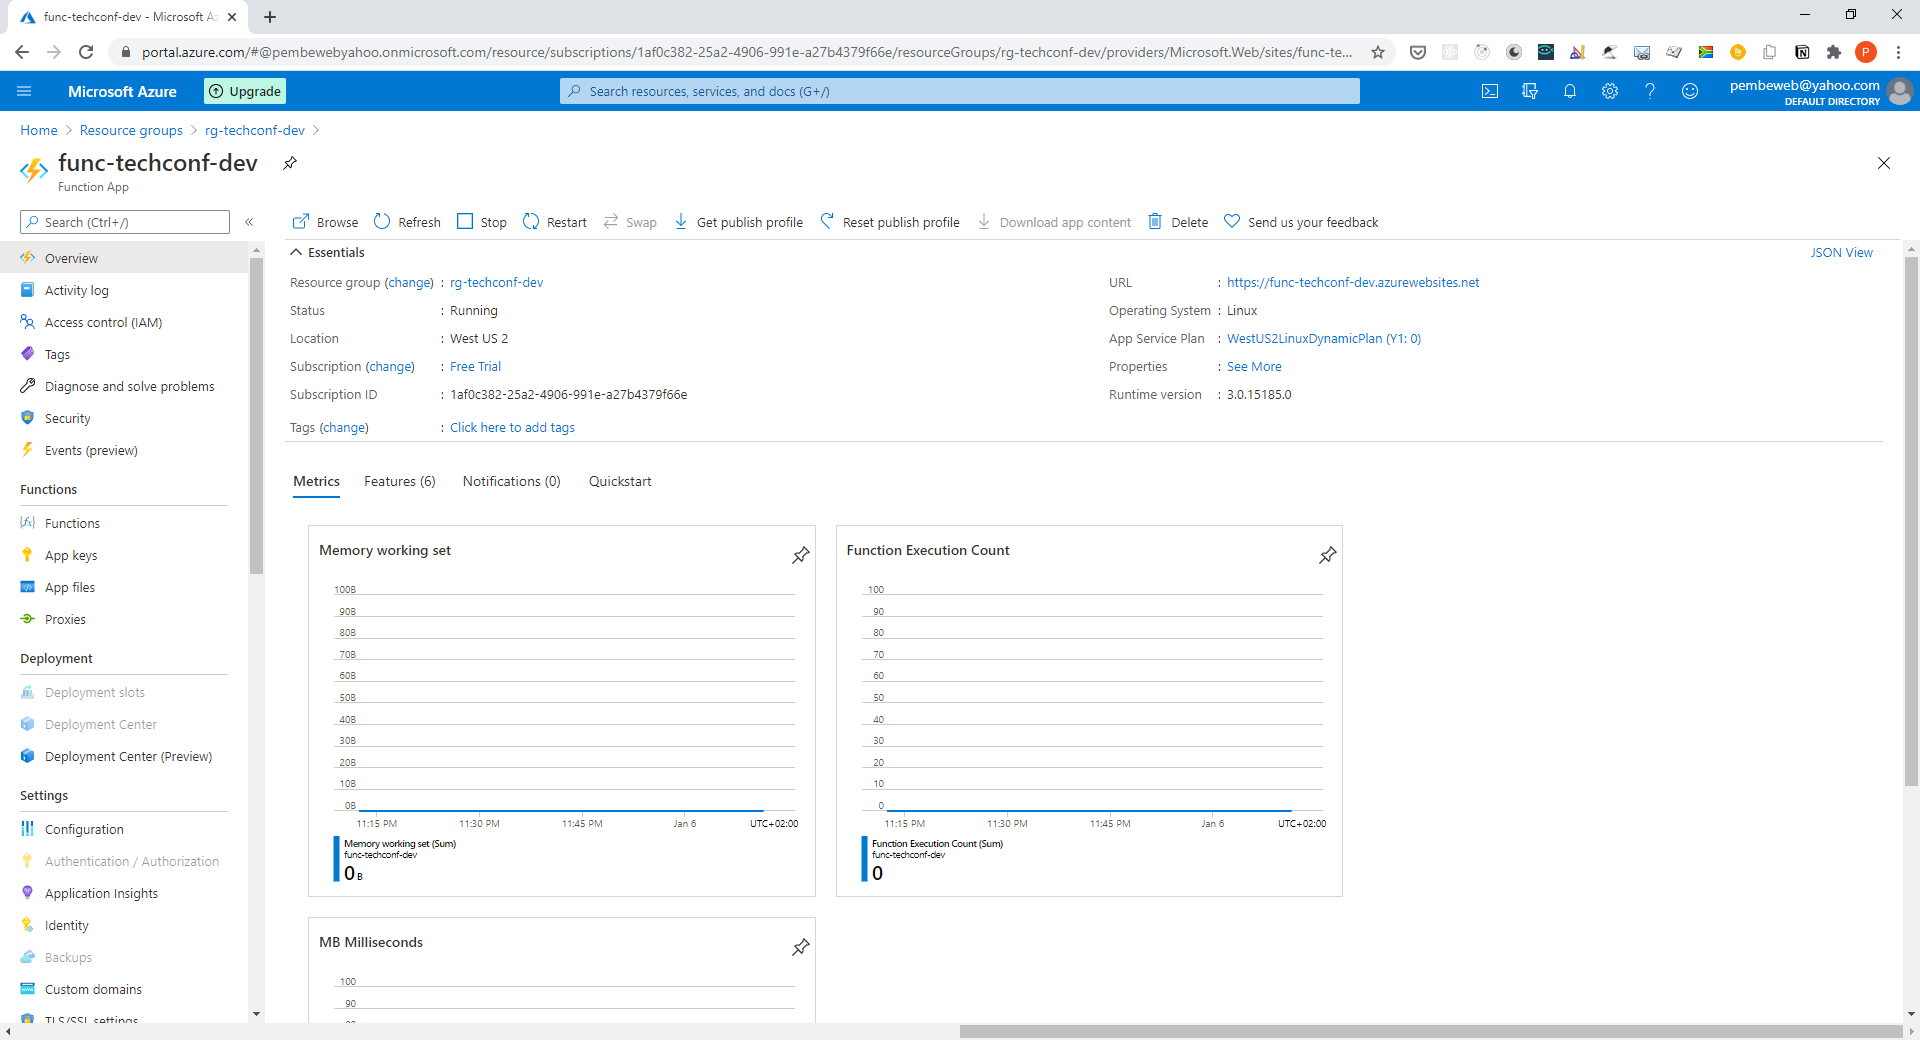 func-techconf-dev - Microsoft Az
portal.azure.com/#@pembewebyahoo.onmicrosoft.com/resource/subscriptions/1af0c382-25a2-4906-991e-a27b4379f66e/resourceGroups/rg-techconf-dev/providers/Microsoft.Web/sites/func-te...
P
Microsoft Azure
Upgrade
Search resources, services, and docs (G+/)
pembeweb@yahoo.com
DEFAULT DIRECTORY
Home > Resource groups > rg-techconf-dev >
func-techconf-dev
Function App
Search (Ctrl+/)
«
Overview
Activity log
Access control (IAM)
Tags
Diagnose and solve problems
Security
Events (preview)
Functions
Functions
App keys
App files
Proxies
Deployment
Deployment slots
Deployment Center
Deployment Center (Preview)
Settings
Configuration
Authentication / Authorization
Application Insights
Identity
Backups
Custom domains
TLS/SSL settings
Browse Refresh Stop Restart Swap Get publish profile Reset publish profile Download app content Delete Send us your feedback
Essentials
JSON View
Resource group (change) : rg-techconf-dev
Status : Running
Location : West US 2
Subscription (change) : Free Trial
Subscription ID : 1af0c382-25a2-4906-991e-a27b4379f66e
Tags (change) : Click here to add tags
URL : https://func-techconf-dev.azurewebsites.net
Operating System : Linux
App Service Plan : WestUS2LinuxDynamicPlan (Y1: 0)
Properties : See More
Runtime version : 3.0.15185.0
Metrics Features (6) Notifications (0) Quickstart
Memory working set
100B
90B
80B
70B
60B
50B
40B
30B
20B
10B
0B
11:15 PM 11:30 PM 11:45 PM Jan 6 UTC+02:00
Memory working set (Sum)
func-techconf-dev
0 B
Function Execution Count
100
90
80
70
60
50
40
30
20
10
0
11:15 PM 11:30 PM 11:45 PM Jan 6 UTC+02:00
Function Execution Count (Sum)
func-techconf-dev
0
MB Milliseconds
100
90